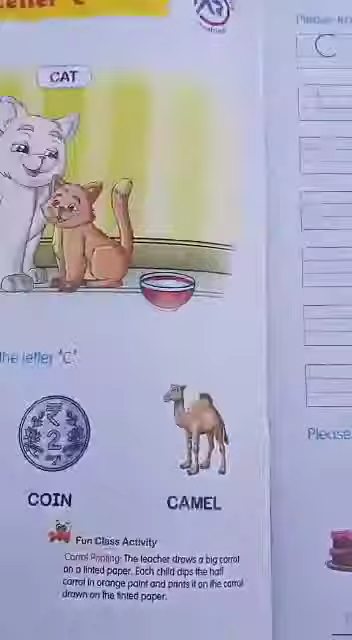 CAT
C
the letter "C"
₹
2
COIN
CAMEL
Fun Class Activity
Carrot Printing: The teacher draws a big carrot
on a tinted paper. Each child dips the half
carrot in orange paint and prints it on the carrot
drawn on the tinted paper.
Please